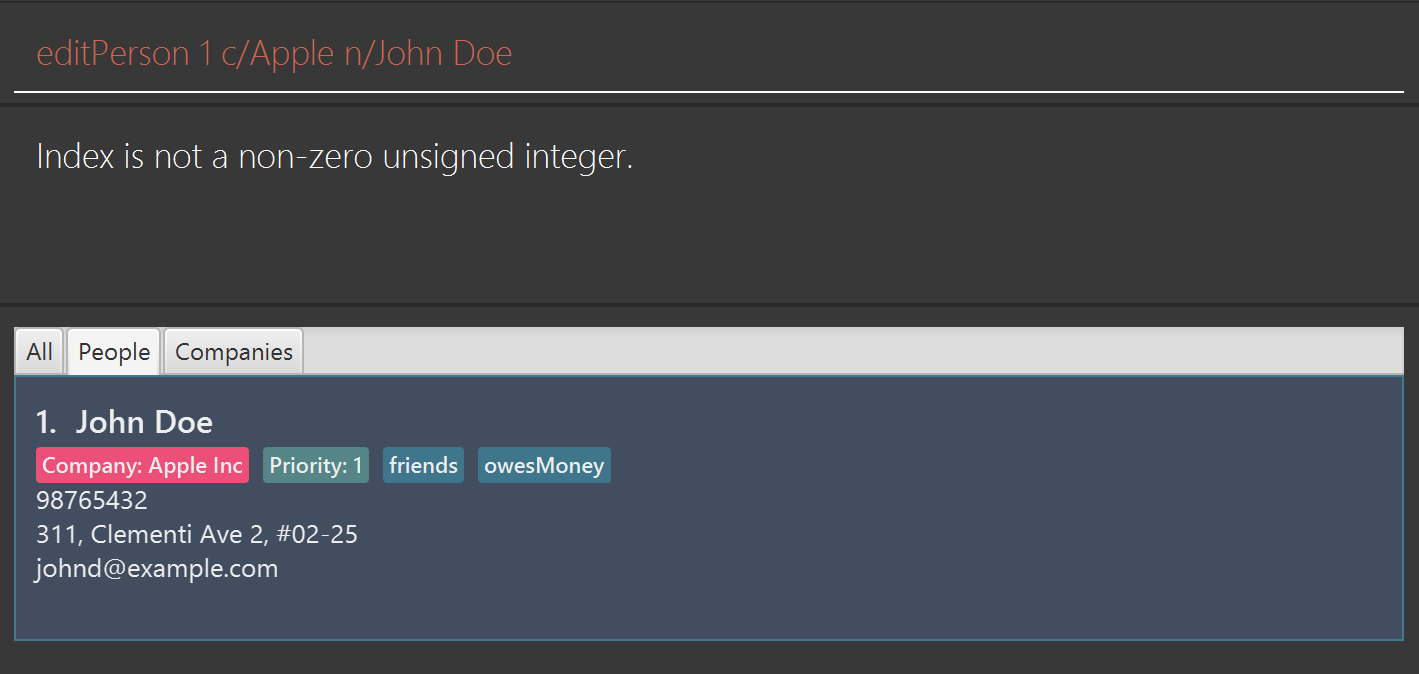 editPerson 1 c/Apple n/John Doe
Index is not a non-zero unsigned integer.
All People Companies
1. John Doe
Company: Apple Inc Priority: 1 friends owesMoney
98765432
311, Clementi Ave 2, #02-25
johnd@example.com